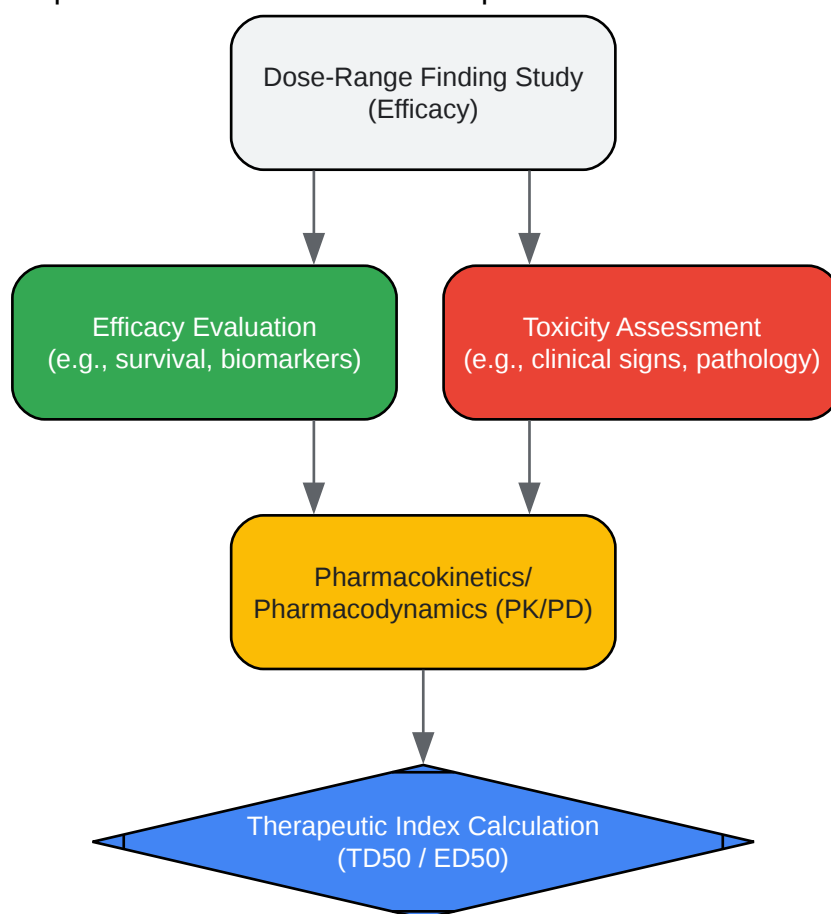 Dose-Range Finding Study
(Efficacy)
Efficacy Evaluation
(e.g., survival, biomarkers)
Toxicity Assessment
(e.g., clinical signs, pathology)
Pharmacokinetics/
Pharmacodynamics (PK/PD)
Therapeutic Index Calculation
(TD50 / ED50)